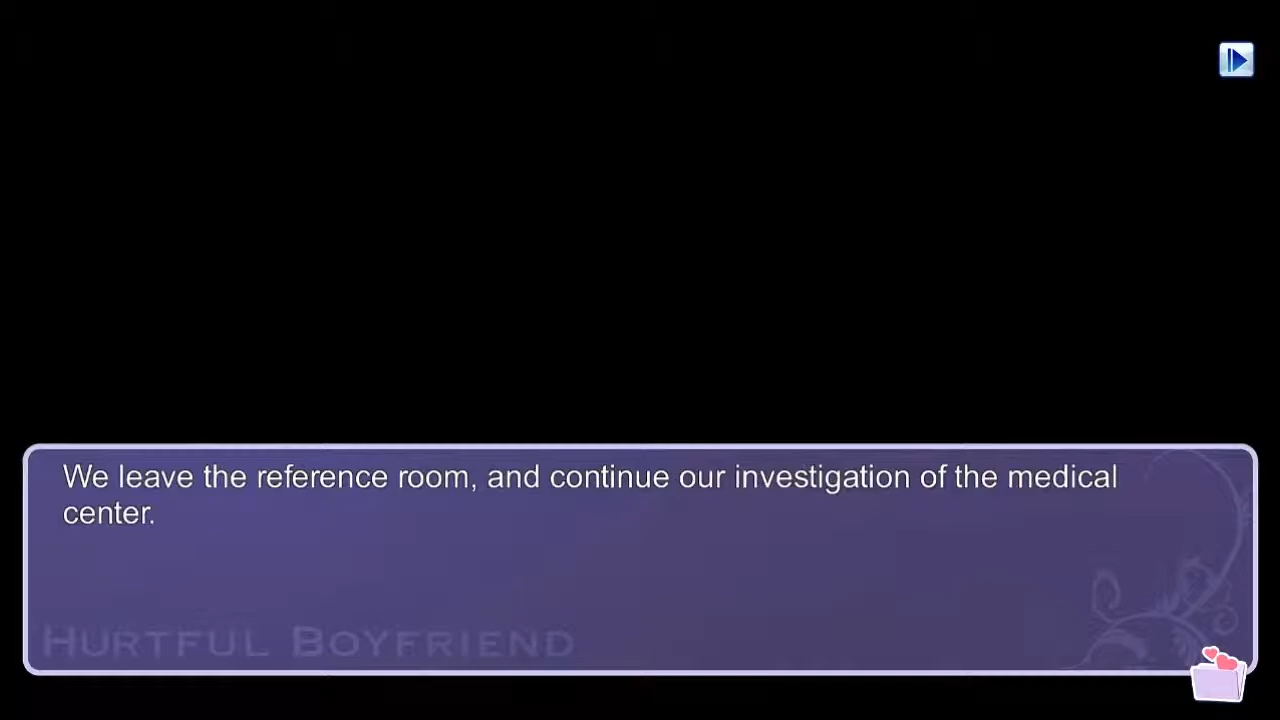 We leave the reference room, and continue our investigation of the medical
center.
HURTFUL BOYFRIEND